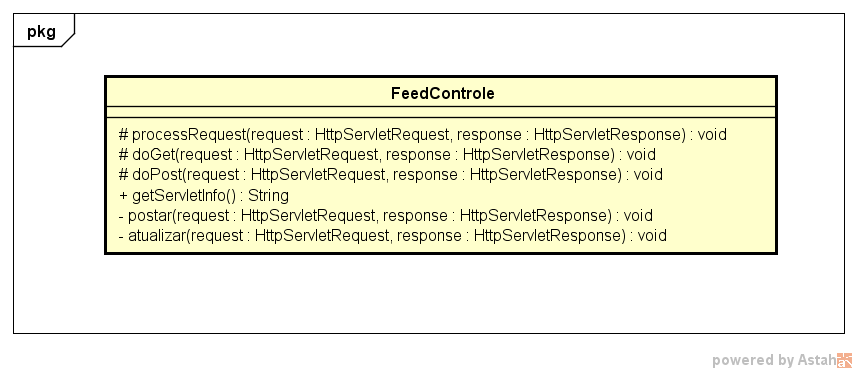 pkg
FeedControle
# processRequest(request : HttpServletRequest, response : HttpServletResponse) : void
# doGet(request : HttpServletRequest, response : HttpServletResponse) : void
# doPost(request : HttpServletRequest, response : HttpServletResponse) : void
+ getServletInfo() : String
- postar(request : HttpServletRequest, response : HttpServletResponse) : void
- atualizar(request : HttpServletRequest, response : HttpServletResponse) : void
powered by Astah